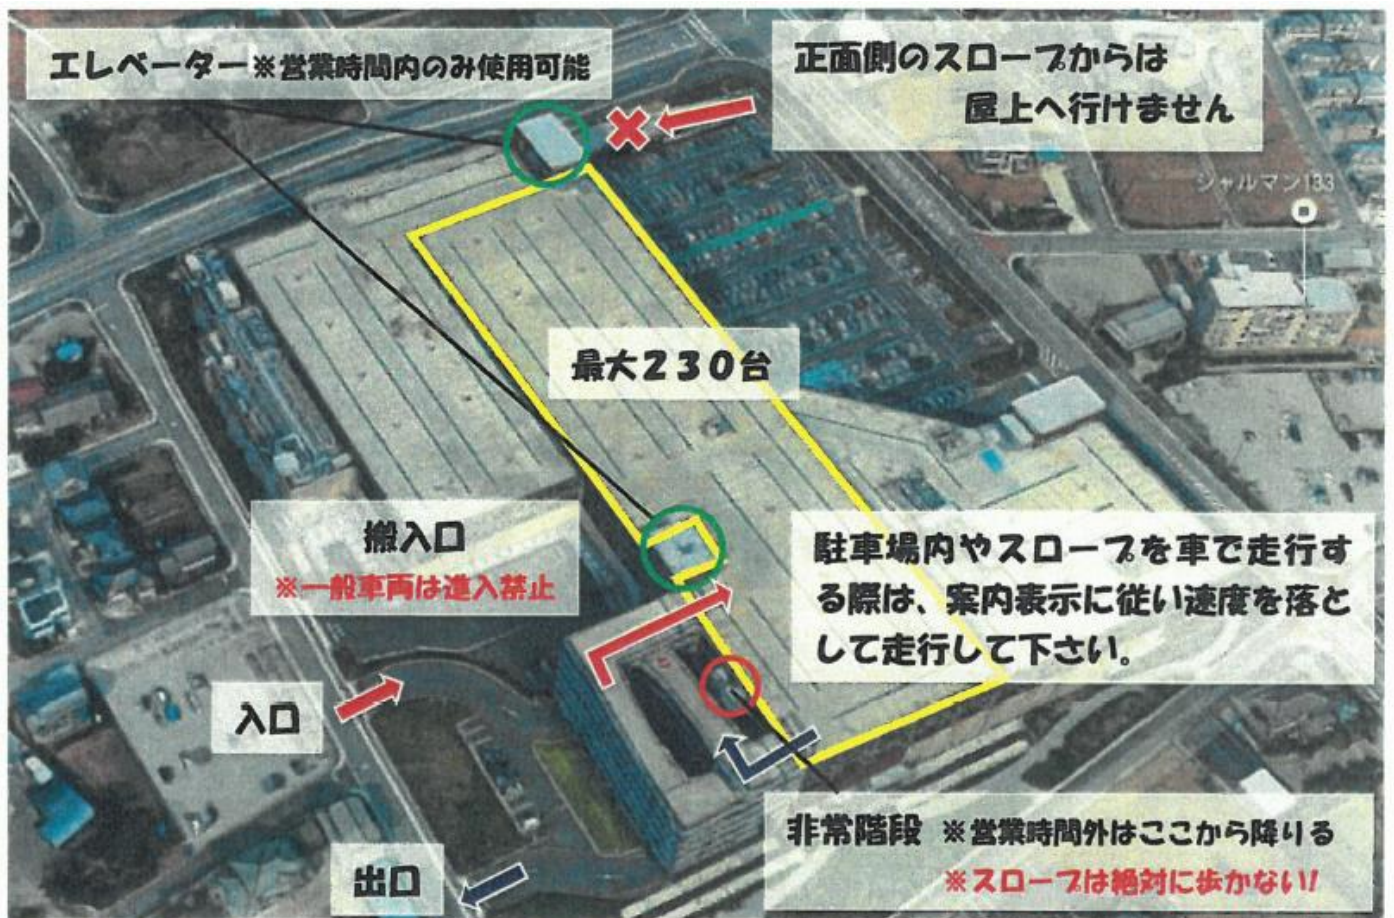 エレベーター※営業時間内のみ使用可能
正面側のスロープからは
屋上へ行けません
シャルマン133
最大230台
搬入口
※一般車両は進入禁止
駐車場内やスロープを車で走行す
る際は、案内表示に従い速度を落と
して走行して下さい。
入口
非常階段 ※営業時間外はここから降りる
※スロープは絶対に歩かない!
出口